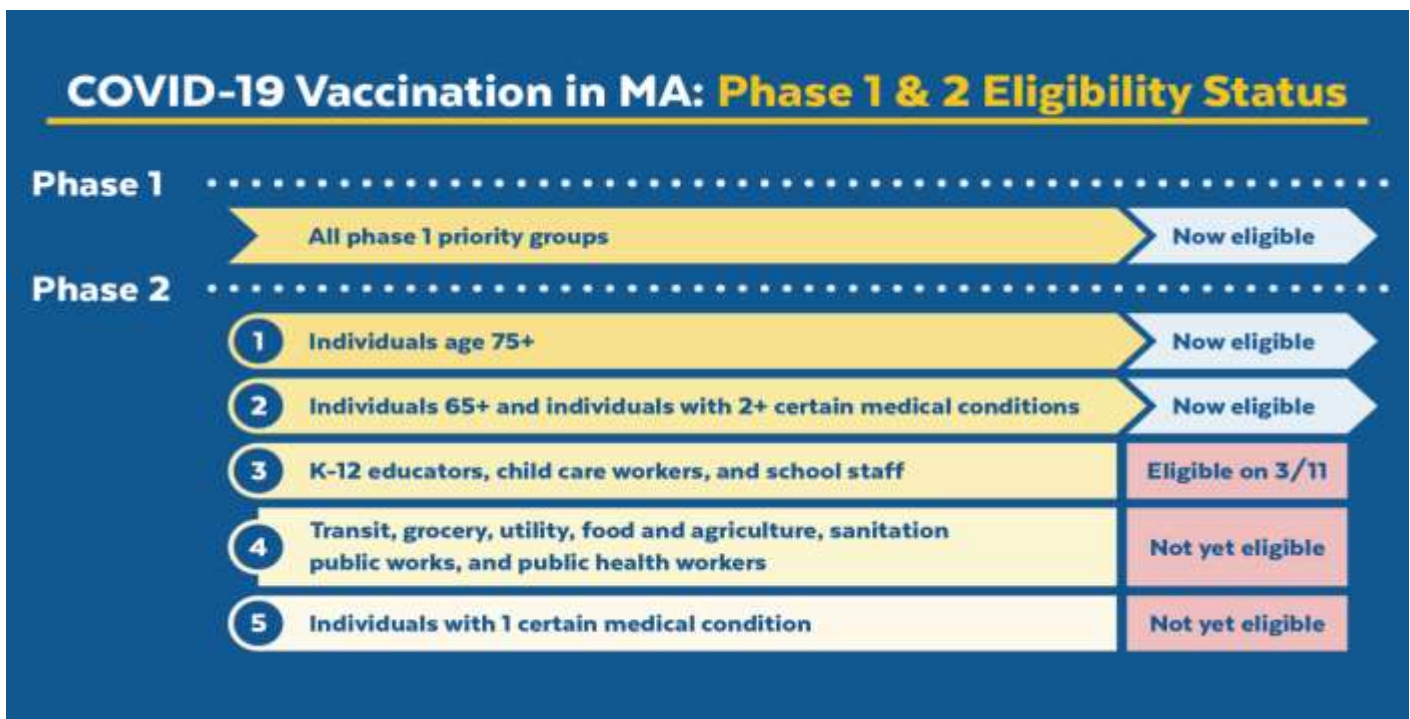 COVID-19 Vaccination in MA: Phase 1 & 2 Eligibility Status
Phase 1
All phase 1 priority groups
Now eligible
Phase 2
1
Individuals age 75+
Now eligible
2
Individuals 65+ and individuals with 2+ certain medical conditions
Now eligible
3
K-12 educators, child care workers, and school staff
Eligible on 3/11
4
Transit, grocery, utility, food and agriculture, sanitation
public works, and public health workers
Not yet eligible
5
Individuals with 1 certain medical condition
Not yet eligible